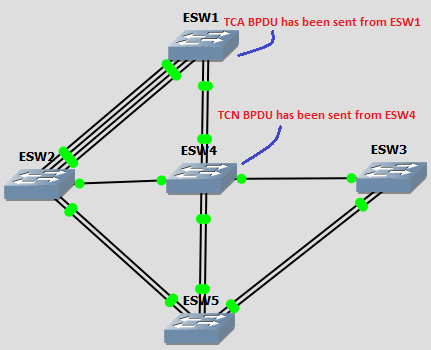 ESW1
TCA BPDU has been sent from ESW1
TCN BPDU has been sent from ESW4
ESW2
ESW4
ESW3
ESW5